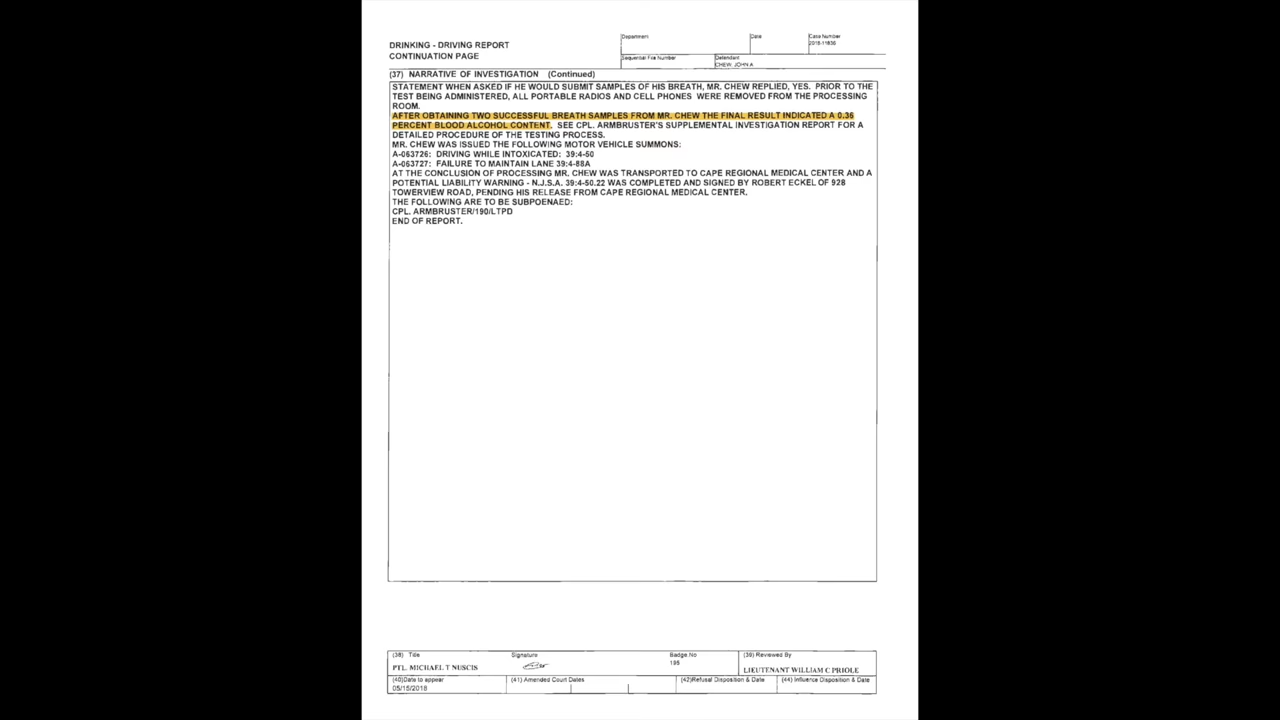 DRINKING - DRIVING REPORT
CONTINUATION PAGE
Department
Date
Case Number
2018-11836
Sequential File Number
Defendant
CHEW, JOHN A
(37) NARRATIVE OF INVESTIGATION (Continued)
STATEMENT WHEN ASKED IF HE WOULD SUBMIT SAMPLES OF HIS BREATH, MR. CHEW REPLIED, YES. PRIOR TO THE
TEST BEING ADMINISTERED, ALL PORTABLE RADIOS AND CELL PHONES WERE REMOVED FROM THE PROCESSING
ROOM.
AFTER OBTAINING TWO SUCCESSFUL BREATH SAMPLES FROM MR. CHEW THE FINAL RESULT INDICATED A 0.36
PERCENT BLOOD ALCOHOL CONTENT. SEE CPL. ARMBRUSTER'S SUPPLEMENTAL INVESTIGATION REPORT FOR A
DETAILED PROCEDURE OF THE TESTING PROCESS.
MR. CHEW WAS ISSUED THE FOLLOWING MOTOR VEHICLE SUMMONS:
A-063726: DRIVING WHILE INTOXICATED: 39:4-50
A-063727: FAILURE TO MAINTAIN LANE 39:4-88A
AT THE CONCLUSION OF PROCESSING MR. CHEW WAS TRANSPORTED TO CAPE REGIONAL MEDICAL CENTER AND A
POTENTIAL LIABILITY WARNING - N.J.S.A. 39:4-50.22 WAS COMPLETED AND SIGNED BY ROBERT ECKEL OF 928
TOWERVIEW ROAD, PENDING HIS RELEASE FROM CAPE REGIONAL MEDICAL CENTER.
THE FOLLOWING ARE TO BE SUBPOENAED:
CPL. ARMBRUSTER/190/LTPD
END OF REPORT.
(38) Title
Signature
Badge No
(39) Reviewed By
PTL. MICHAEL T NUSCIS
195
LIEUTENANT WILLIAM C PRIOLE
(40)Date to appear
(41) Amended Court Dates
(42)Refusal Disposition & Date
(44) Influence Disposition & Date
05/15/2018